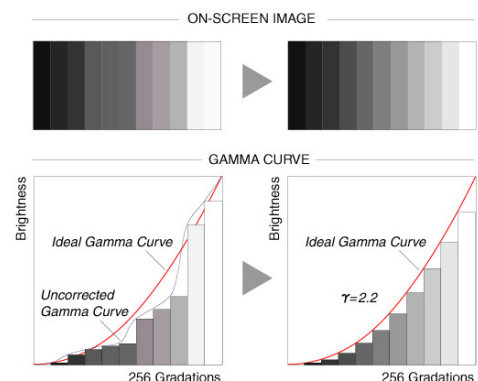 ON-SCREEN IMAGE
GAMMA CURVE
Brightness
Ideal Gamma Curve
Uncorrected
Gamma Curve
256 Gradations
Brightness
Ideal Gamma Curve
γ=2.2
256 Gradations